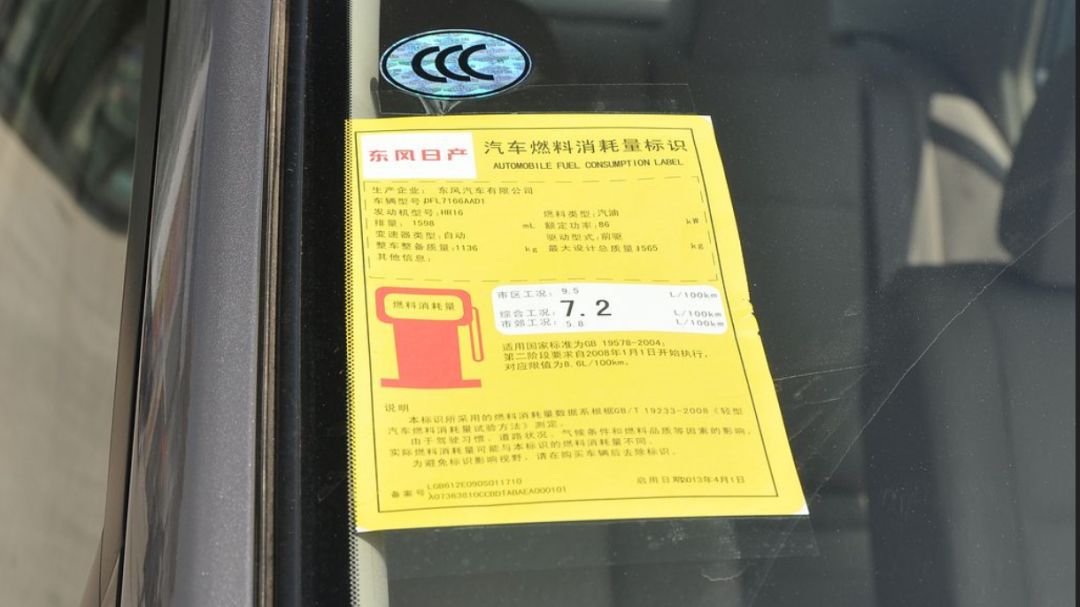 CCC
东风日产
汽车燃料消耗量标识
AUTOMOBILE FUEL CONSUMPTION LABEL
生产企业： 东风汽车有限公司
车辆型号:DFL7166AAD1
发动机型号:HR16 燃料类型:汽油
排量： 1598 mL 额定功率:86 kW
变速器类型:自动 驱动型式:前驱
整车整备质量:1136 kg 最大设计总质量:1565 kg
其他信息：
燃料消耗量
市区工况： 9.5 L/100km
综合工况： 7.2 L/100km
市郊工况： 5.8 L/100km
适用国家标准为GB 19578-2004;
第二阶段要求自2008年1月1日开始执行,
对应限值为8.6L/100km。
说明
本标识所采用的燃料消耗量数据系根据GB/T 19233-2008《轻型
汽车燃料消耗量试验方法》测定。
由于驾驶习惯、道路状况、气候条件和燃料品质等因素的影响，
实际燃料消耗量可能与本标识的燃料消耗量不同。
为避免标识影响视野，请在购买车辆后去除标识。
备案号 LGB612E09DS011710
A07363810CCBDTABAEA000101
启用日期2013年4月1日